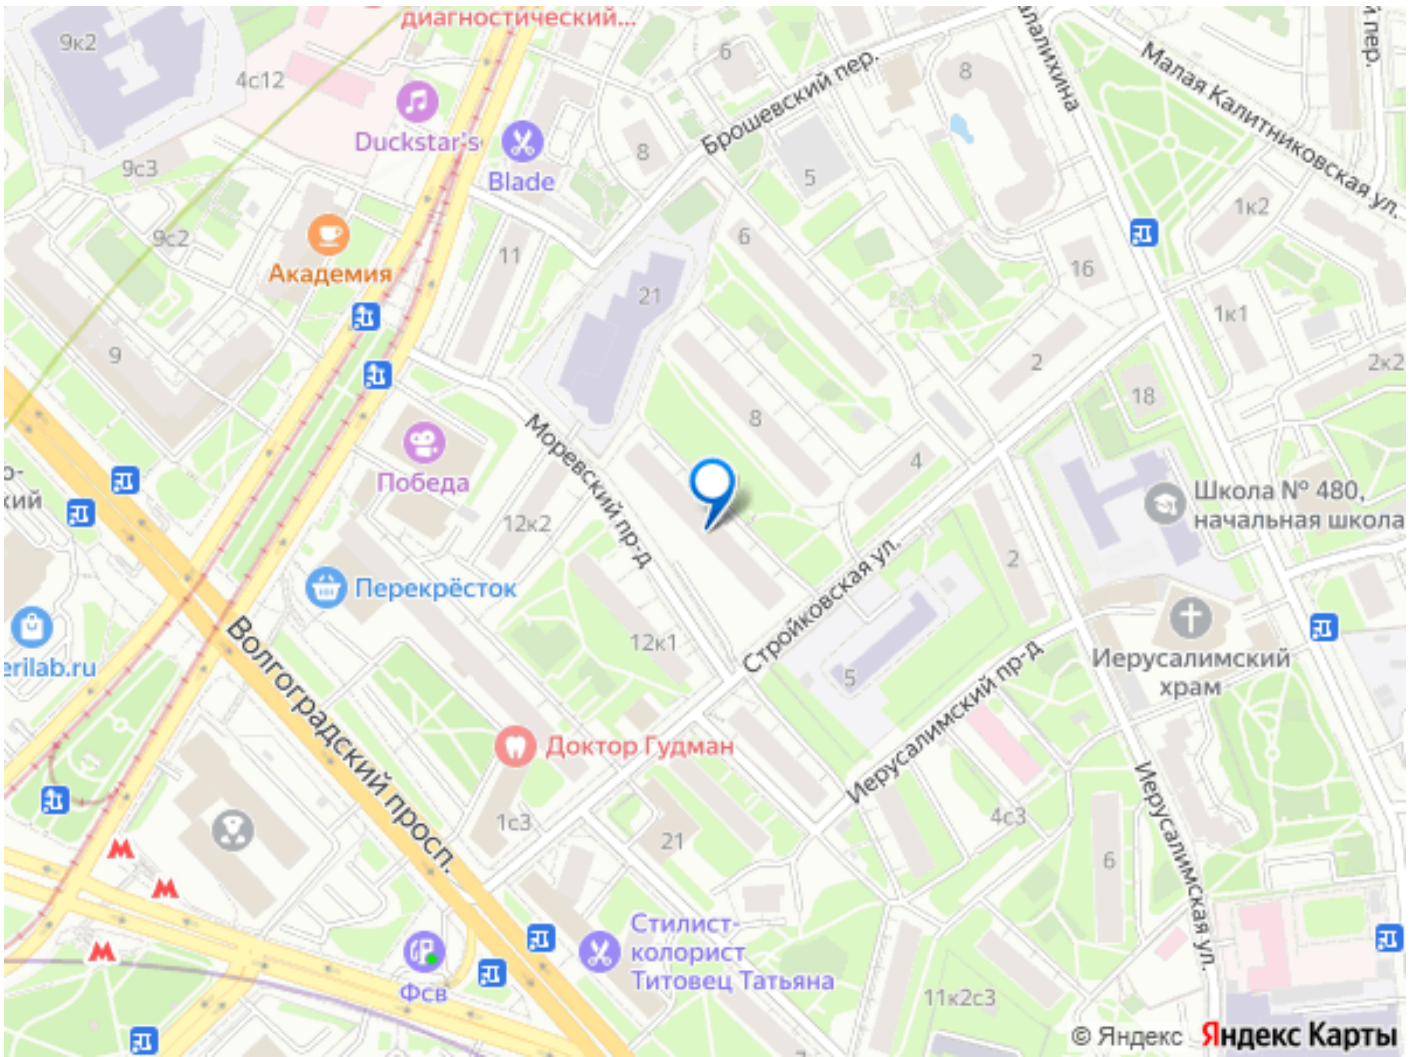 диагностический...
9к2
4с12
6
8
Брошевский пер.
Малая Калитниковская ул.
Duckstar's
Blade
8
5
9с3
1к2
9с2
Академия
11
6
16
21
1к1
9
2
2к2
18
8
Моревский пр-д
Победа
4
кий
12к2
Школа № 480,
начальная школа
2
Перекрёсток
Стройковская ул.
Волгоградский просп.
12к1
erilab.ru
5
Иерусалимский
храм
Иерусалимский пр-д
Доктор Гудман
Иерусалимская ул.
1с3
21
4с3
6
Стилист-
колорист
Титовец Татьяна
Фсв
11к2с3
© Яндекс Яндекс Карты